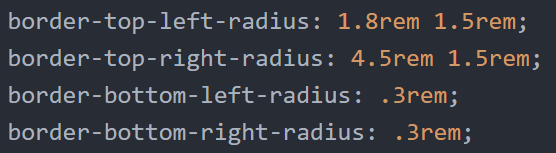 border-top-left-radius: 1.8rem 1.5rem;
border-top-right-radius: 4.5rem 1.5rem;
border-bottom-left-radius: .3rem;
border-bottom-right-radius: .3rem;